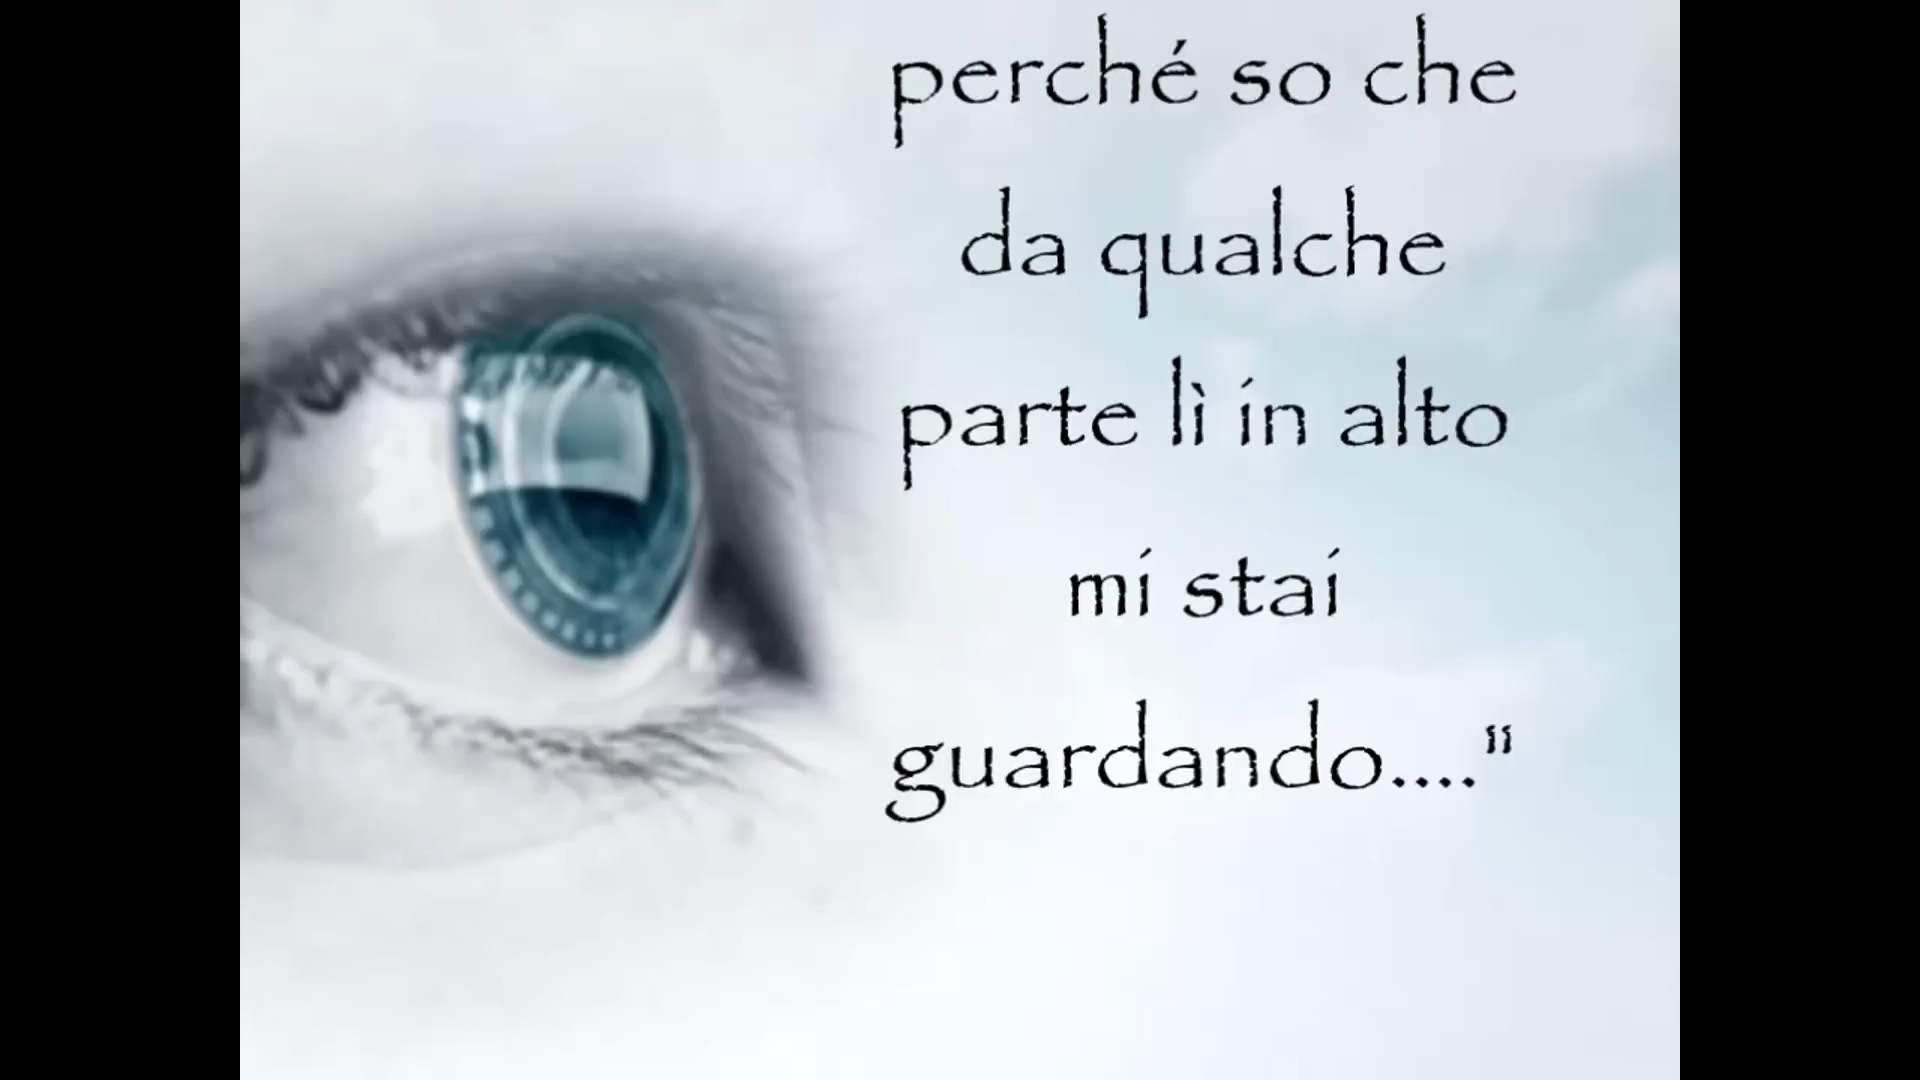 perché so che
da qualche
parte lì in alto
mi stai
guardando...."